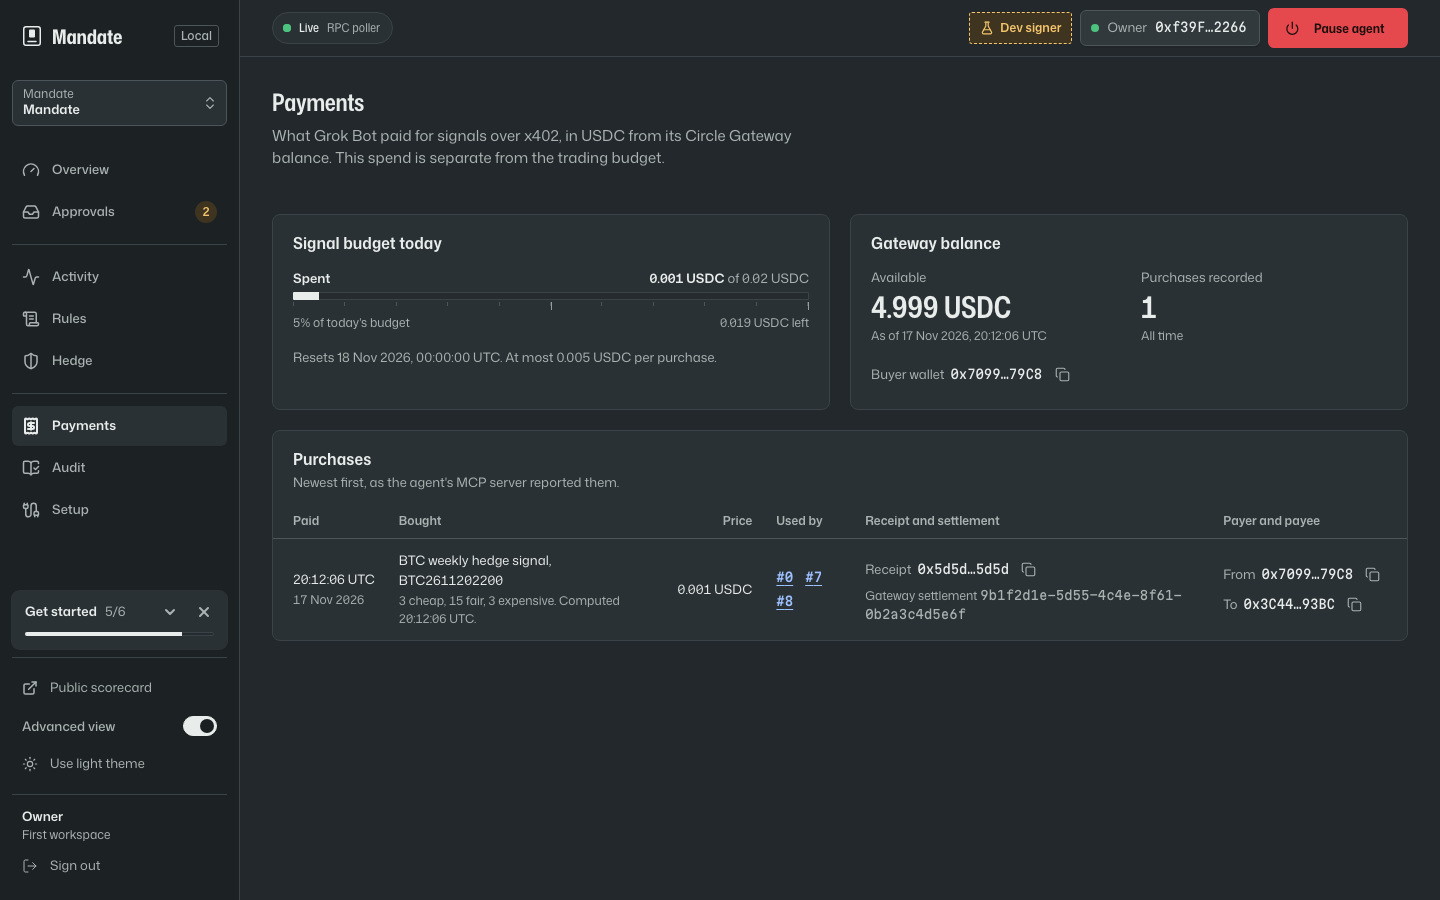 Mandate
Local
Mandate
Mandate
Overview
Approvals
2
Activity
Rules
Hedge
Payments
Audit
Setup
Get started 5/6
Public scorecard
Advanced view
Use light theme
Owner
First workspace
Sign out
Live RPC poller
Dev signer
Owner 0xf39F…2266
Pause agent
Payments
What Grok Bot paid for signals over x402, in USDC from its Circle Gateway
balance. This spend is separate from the trading budget.
Signal budget today
Spent
0.001 USDC of 0.02 USDC
5% of today's budget
0.019 USDC left
Resets 18 Nov 2026, 00:00:00 UTC. At most 0.005 USDC per purchase.
Gateway balance
Available
4.999 USDC
As of 17 Nov 2026, 20:12:06 UTC
Purchases recorded
1
All time
Buyer wallet 0x7099…79C8
Purchases
Newest first, as the agent's MCP server reported them.
Paid
Bought
Price
Used by
Receipt and settlement
Payer and payee
20:12:06 UTC
17 Nov 2026
BTC weekly hedge signal,
BTC2611202200
3 cheap, 15 fair, 3 expensive. Computed
20:12:06 UTC.
0.001 USDC
#0 #7
#8
Receipt 0x5d5d…5d5d
Gateway settlement 9b1f2d1e-5d55-4c4e-8f61-
0b2a3c4d5e6f
From 0x7099…79C8
To 0x3C44…93BC